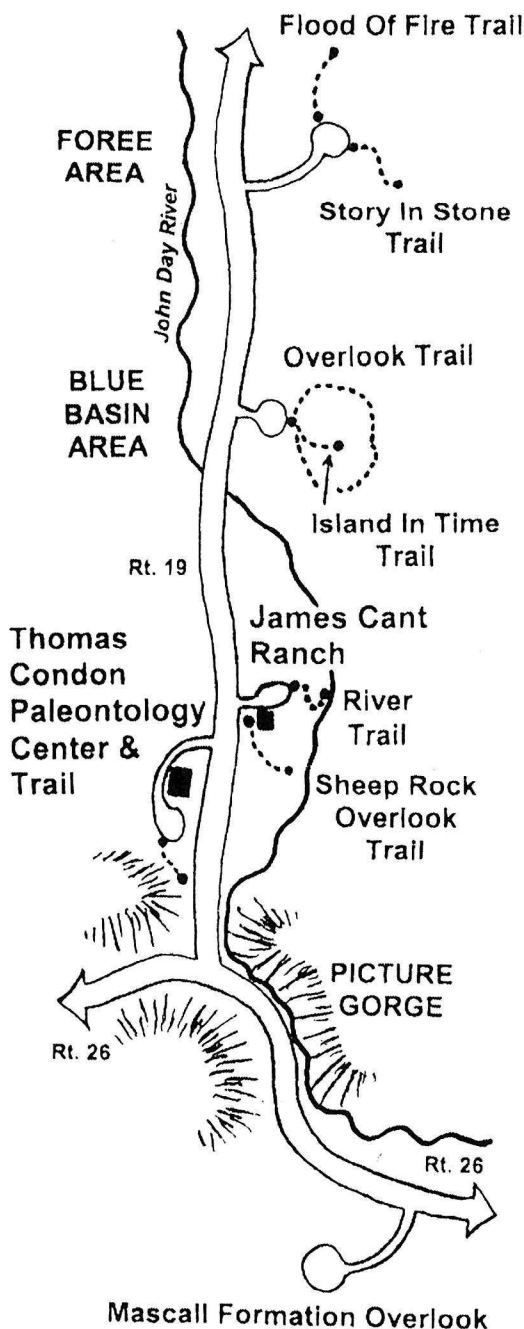 Flood Of Fire Trail
FOREE
AREA
Story In Stone
Trail
John Day River
Overlook Trail
BLUE
BASIN
AREA
Island In Time
Trail
Rt. 19
James Cant
Ranch
Thomas
Condon
Paleontology
Center &
Trail
River
Trail
Sheep Rock
Overlook
Trail
PICTURE
GORGE
Rt. 26
Rt. 26
Mascall Formation Overlook